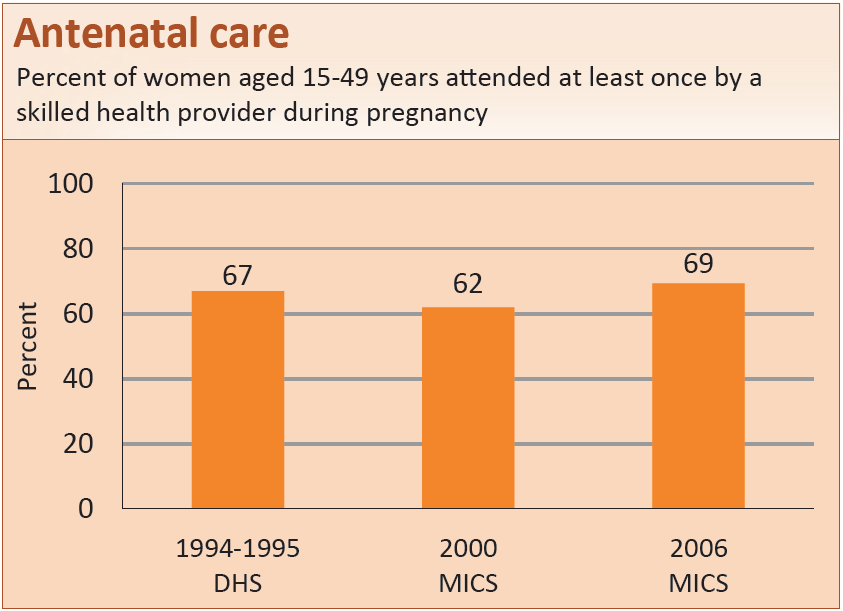 Antenatal care
Percent of women aged 15-49 years attended at least once by a
skilled health provider during pregnancy
100
80
60
40
20
0
Percent
67
62
69
1994-1995
DHS
2000
MICS
2006
MICS